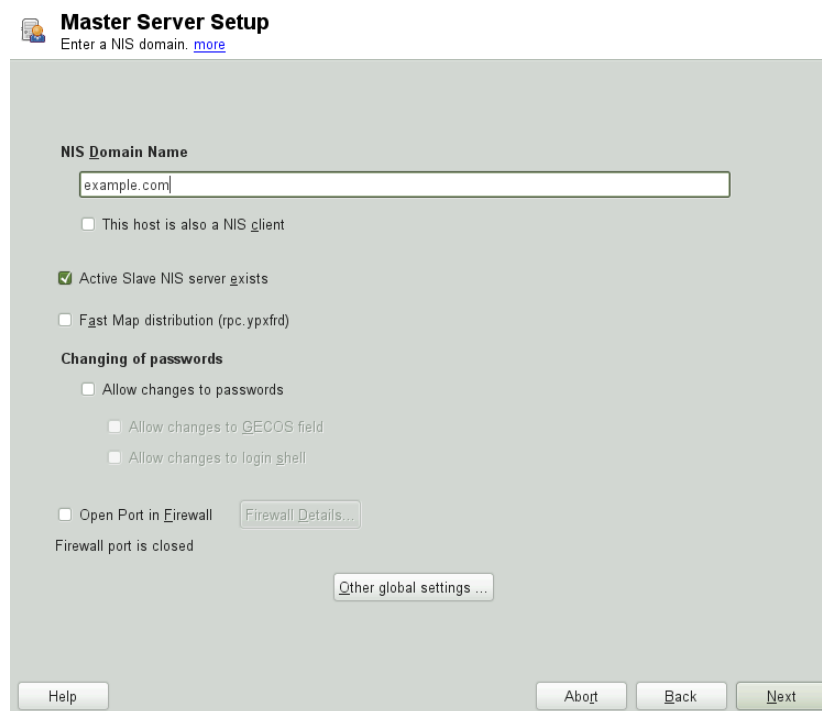 Master Server Setup
Enter a NIS domain. more
NIS Domain Name
example.com
This host is also a NIS client
Active Slave NIS server exists
Fast Map distribution (rpc.ypxfrd)
Changing of passwords
Allow changes to passwords
Allow changes to GECOS field
Allow changes to login shell
Open Port in Firewall Firewall Details...
Firewall port is closed
Other global settings ...
Help Abort Back Next